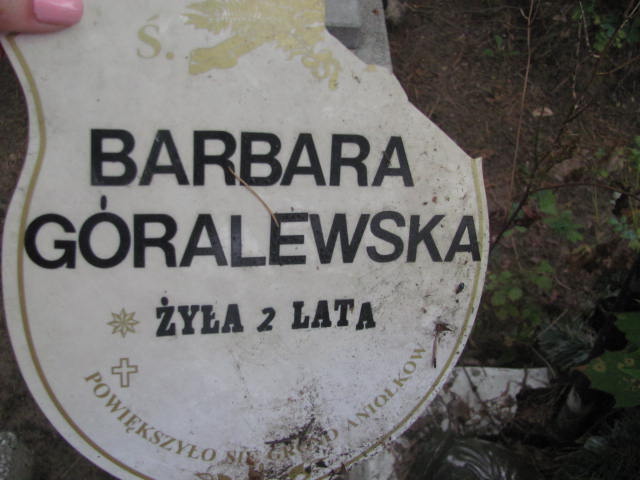 Ś.
BARBARA
GÓRALEWSKA
ŻYŁA 2 LATA
POWIĘKSZYŁO SIĘ GRONO ANIOŁKÓW